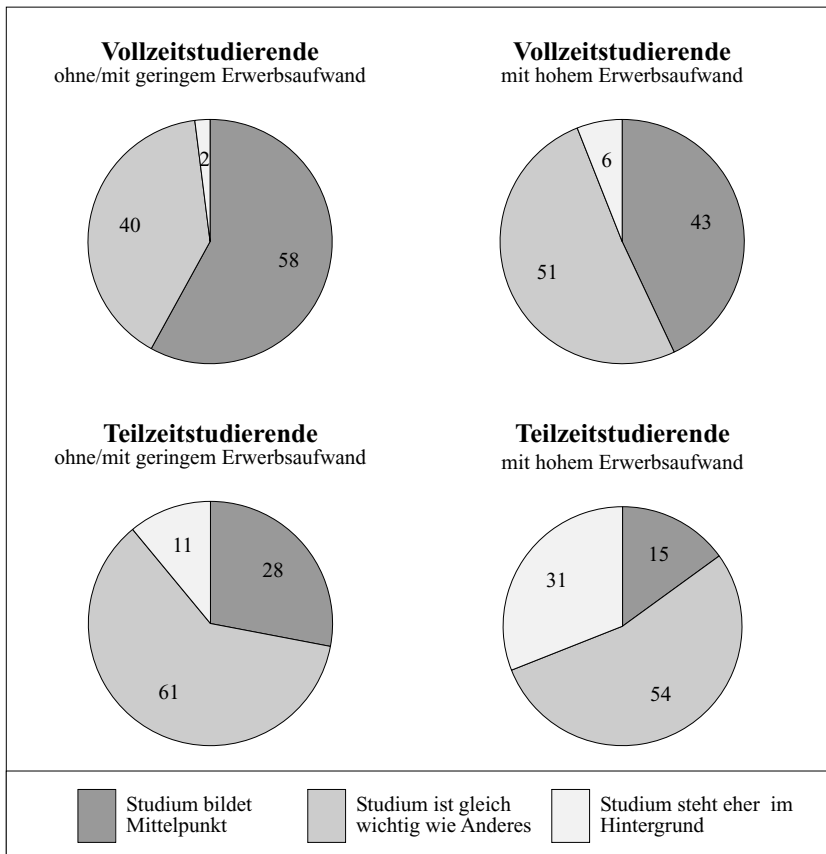 Vollzeitstudierende
ohne/mit geringem Erwerbsaufwand
2
40
58
Vollzeitstudierende
mit hohem Erwerbsaufwand
6
43
51
Teilzeitstudierende
ohne/mit geringem Erwerbsaufwand
11
28
61
Teilzeitstudierende
mit hohem Erwerbsaufwand
15
31
54
Studium bildet
Mittelpunkt
Studium ist gleich
wichtig wie Anderes
Studium steht eher im
Hintergrund